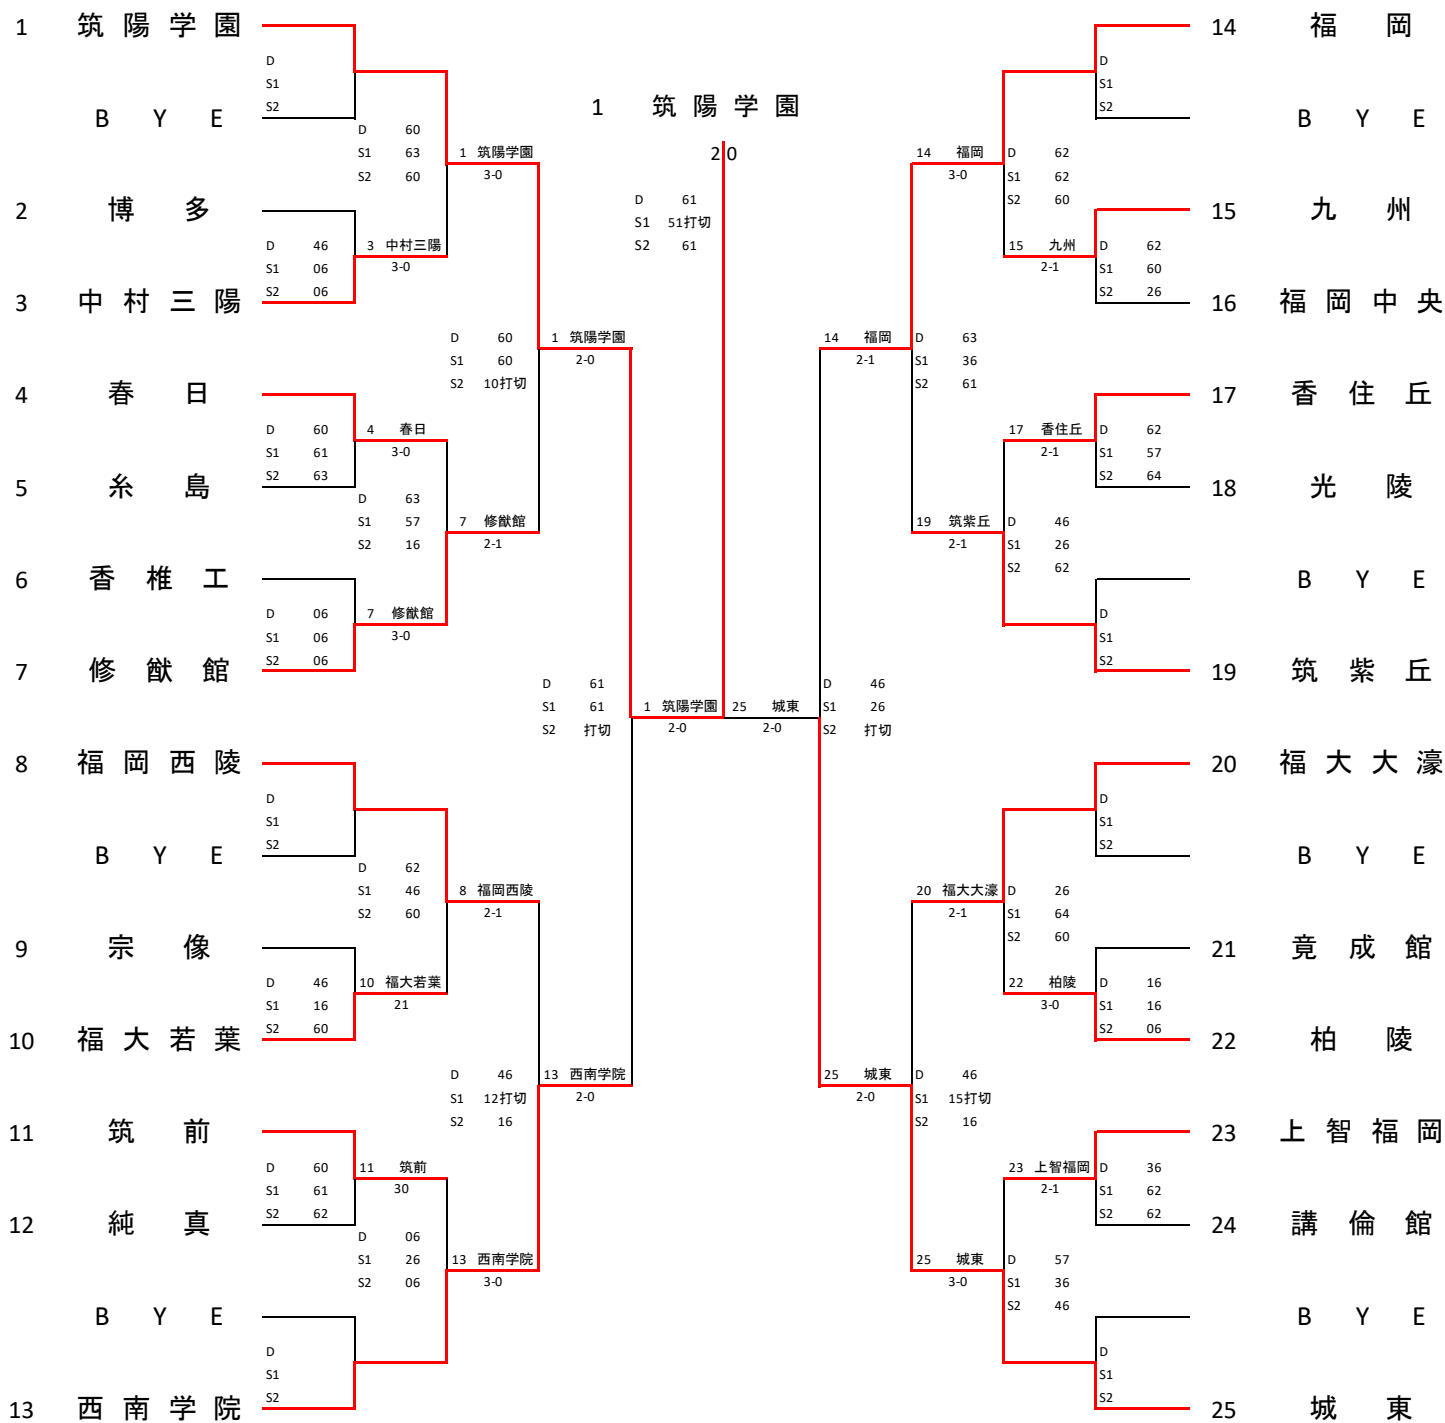 1 筑陽学園
D
S1
S2
BYE
D 60
S1 63
S2 60
1 筑陽学園
3-0
2 博多
D 46
S1 06
S2 06
3 中村三陽
3-0
3 中村三陽
D 60
S1 60
S2 10打切
1 筑陽学園
2-0
4 春日
D 60
S1 61
S2 63
4 春日
3-0
5 糸島
D 63
S1 57
S2 16
7 修猷館
2-1
6 香椎工
D 06
S1 06
S2 06
7 修猷館
3-0
7 修猷館
D 61
S1 61
S2 打切
1 筑陽学園
2-0
8 福岡西陵
D
S1
S2
BYE
D 62
S1 46
S2 60
8 福岡西陵
2-1
9 宗像
D 46
S1 16
S2 60
10 福大若葉
21
10 福大若葉
D 46
S1 12打切
S2 16
13 西南学院
2-0
11 筑前
D 60
S1 61
S2 62
11 筑前
30
12 純真
D 06
S1 26
S2 06
13 西南学院
3-0
BYE
D
S1
S2
13 西南学院
1 筑陽学園
20
D 61
S1 51打切
S2 61
14 福岡
D
S1
S2
BYE
14 福岡
3-0
D 62
S1 62
S2 60
15 九州
15 九州
2-1
D 62
S1 60
S2 26
16 福岡中央
14 福岡
2-1
D 63
S1 36
S2 61
17 香住丘
17 香住丘
2-1
D 62
S1 57
S2 64
18 光陵
19 筑紫丘
2-1
D 46
S1 26
S2 62
BYE
D
S1
S2
19 筑紫丘
25 城東
2-0
D 46
S1 26
S2 打切
20 福大大濠
D
S1
S2
BYE
20 福大大濠
2-1
D 26
S1 64
S2 60
21 竟成館
22 柏陵
3-0
D 16
S1 16
S2 06
22 柏陵
25 城東
2-0
D 46
S1 15打切
S2 16
23 上智福岡
23 上智福岡
2-1
D 36
S1 62
S2 62
24 講倫館
25 城東
3-0
D 57
S1 36
S2 46
BYE
D
S1
S2
25 城東